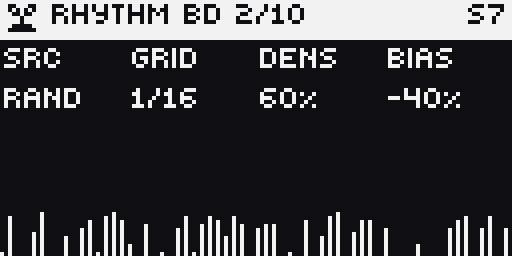 RHYTHM BD 2/10 S7
SRC GRID DENS BIAS
RAND 1/16 60% -40%